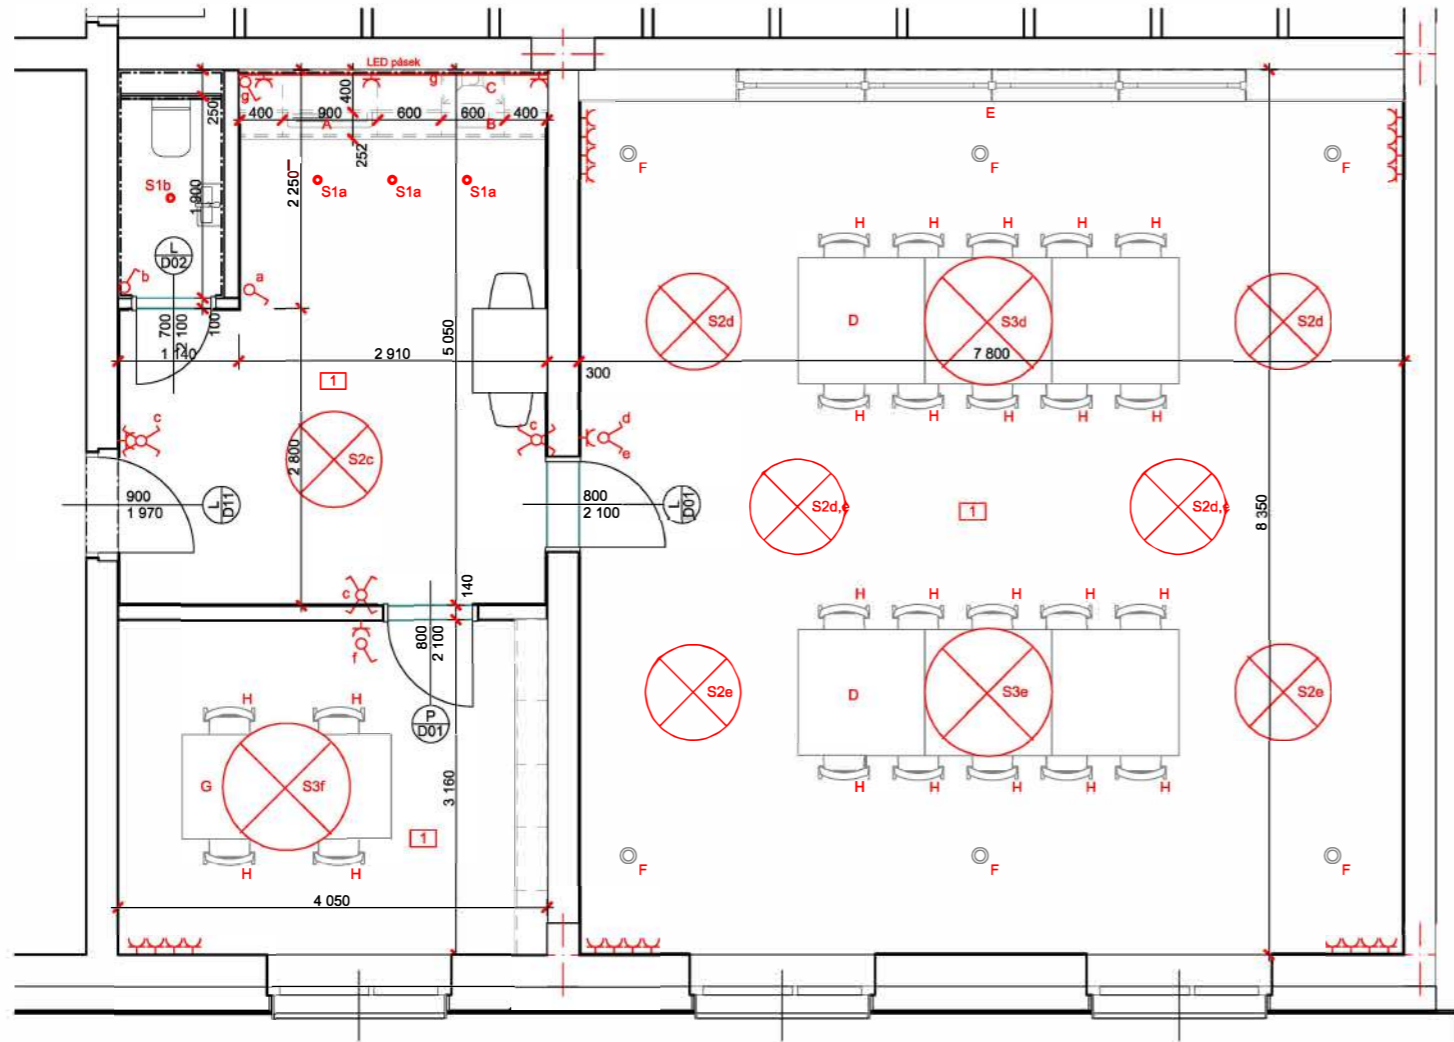 LED pásek
g
g
C
250
400
400
900
600
600
400
A
B
E
252
F
F
F
S1b
S1a
S1a
S1a
1 900
2 250
H
H
H
H
H
L
D02
b
a
S2d
D
S3d
S2d
700
2 100
100
5 050
1 140
2 910
300
7 800
1
H
H
H
H
H
c
c
d
e
2 800
S2c
900
1 970
L
D11
800
2 100
L
D01
S2d,e
1
S2d,e
8 350
c
140
H
H
H
H
H
800
2 100
f
S2e
D
S3e
S2e
H
H
P
D01
G
S3f
3 160
H
H
H
H
H
1
H
H
F
F
F
4 050